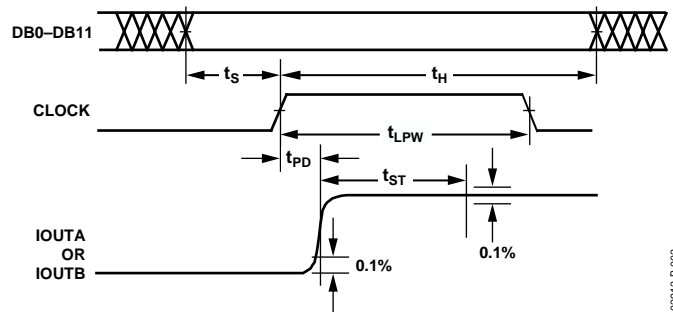 DB0–DB11
tS
tH
CLOCK
tLPW
tPD
tST
IOUTA
OR
IOUTB
0.1%
0.1%